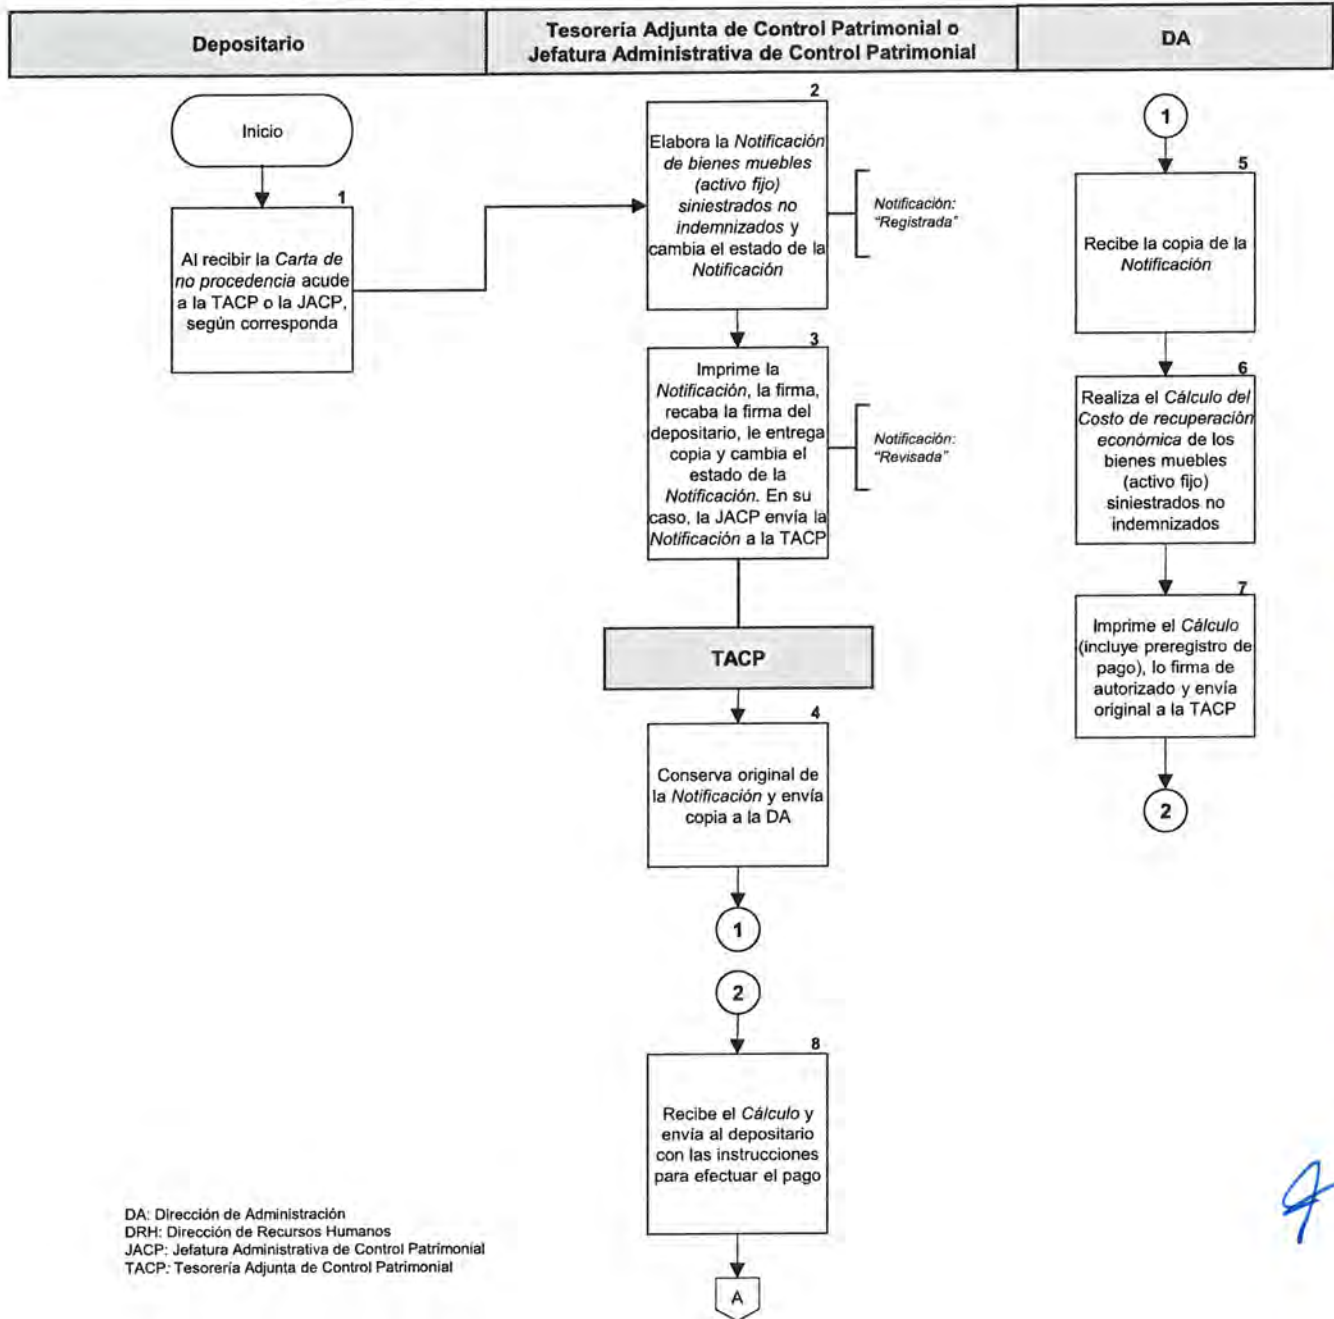 Depositario
Tesorería Adjunta de Control Patrimonial o
Jefatura Administrativa de Control Patrimonial
DA
Inicio
1
Al recibir la Carta de
no procedencia acude
a la TACP o la JACP,
según corresponda
2
Elabora la Notificación
de bienes muebles
(activo fijo)
siniestrados no
indemnizados y
cambia el estado de la
Notificación
Notificación:
"Registrada"
3
Imprime la
Notificación, la firma,
recaba la firma del
depositario, le entrega
copia y cambia el
estado de la
Notificación. En su
caso, la JACP envía la
Notificación a la TACP
Notificación:
"Revisada"
TACP
4
Conserva original de
la Notificación y envía
copia a la DA
1
1
5
Recibe la copia de la
Notificación
6
Realiza el Cálculo del
Costo de recuperación
económica de los
bienes muebles
(activo fijo)
siniestrados no
indemnizados
7
Imprime el Cálculo
(incluye preregistro de
pago), lo firma de
autorizado y envía
original a la TACP
2
2
8
Recibe el Cálculo y
envía al depositario
con las instrucciones
para efectuar el pago
A
DA: Dirección de Administración
DRH: Dirección de Recursos Humanos
JACP: Jefatura Administrativa de Control Patrimonial
TACP: Tesorería Adjunta de Control Patrimonial